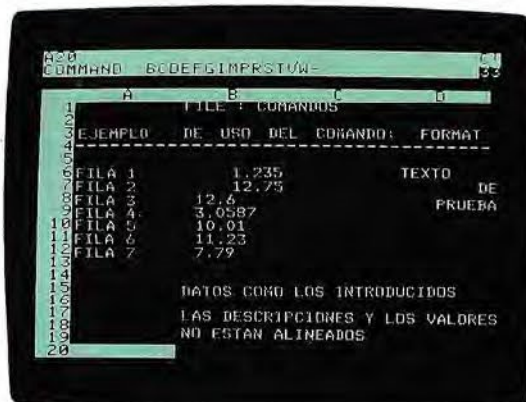 A20 C1
COMMAND BCDEFGIMPRSTVW- 33
A B C D
1 FILE : COMANDOS
2
3 EJEMPLO DE USO DEL COMANDO: FORMAT
4 --------------------------------
5
6 FILA 1 1.235 TEXTO
7 FILA 2 12.75 DE
8 FILA 3 12.6 PRUEBA
9 FILA 4 3.0587
10 FILA 5 10.01
11 FILA 6 11.23
12 FILA 7 7.79
13
14
15 DATOS COMO LOS INTRODUCIDOS
16
17 LAS DESCRIPCIONES Y LOS VALORES
18
19 NO ESTAN ALINEADOS
20